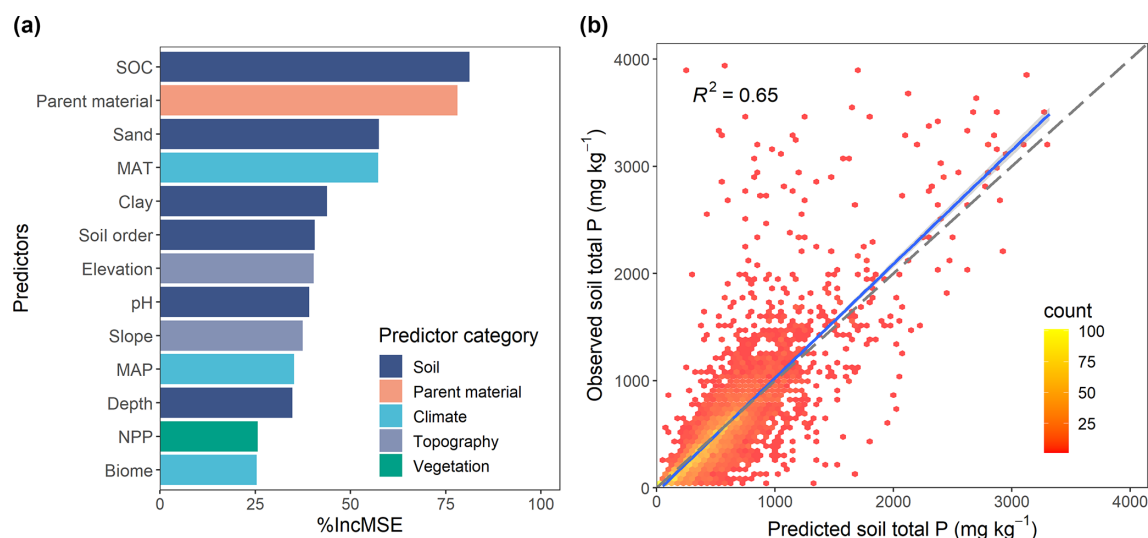 (a)
SOC
Parent material
Sand
MAT
Clay
Soil order
Elevation
pH
Slope
MAP
Depth
NPP
Biome
Predictors
0
25
50
75
100
%IncMSE
Predictor category
Soil
Parent material
Climate
Topography
Vegetation
(b)
R² = 0.65
4000
3000
2000
1000
0
Observed soil total P (mg kg⁻¹)
0
1000
2000
3000
4000
Predicted soil total P (mg kg⁻¹)
count
100
75
50
25